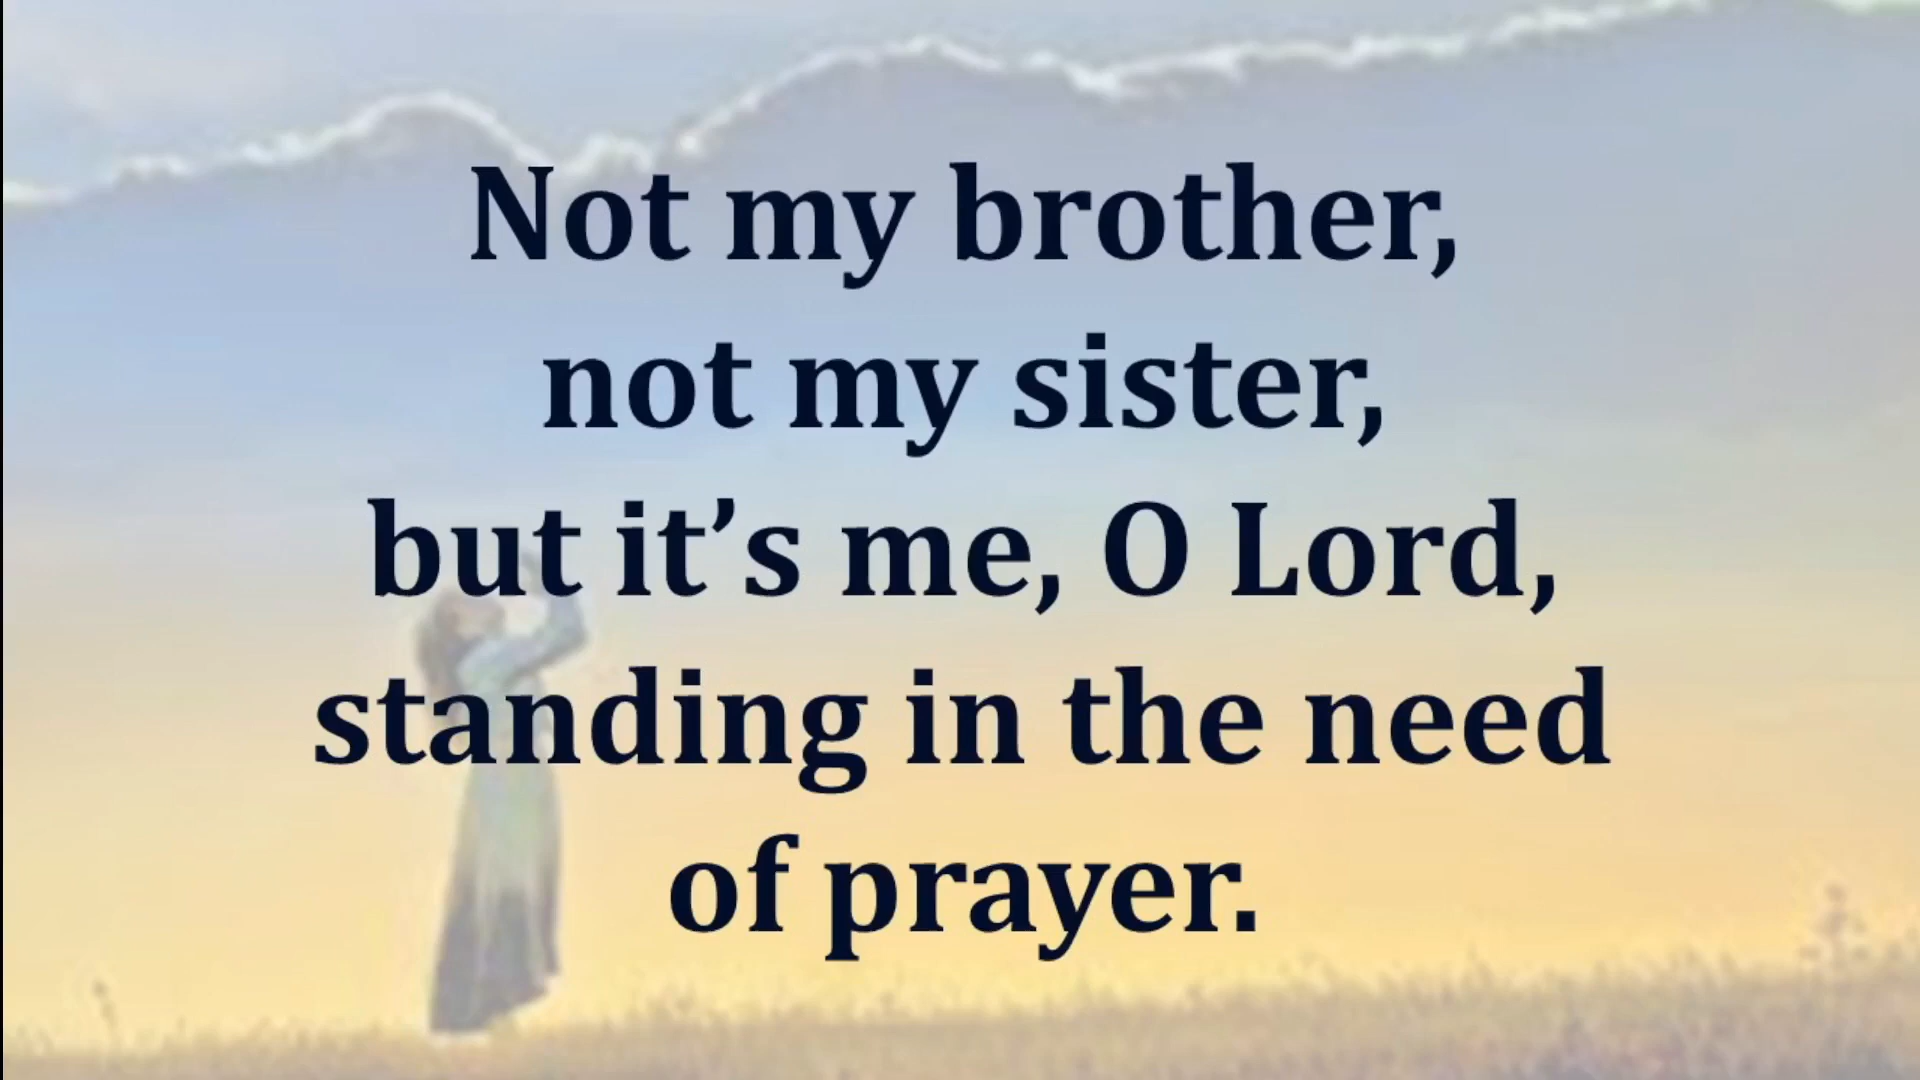 Not my brother,
not my sister,
but it’s me, O Lord,
standing in the need
of prayer.